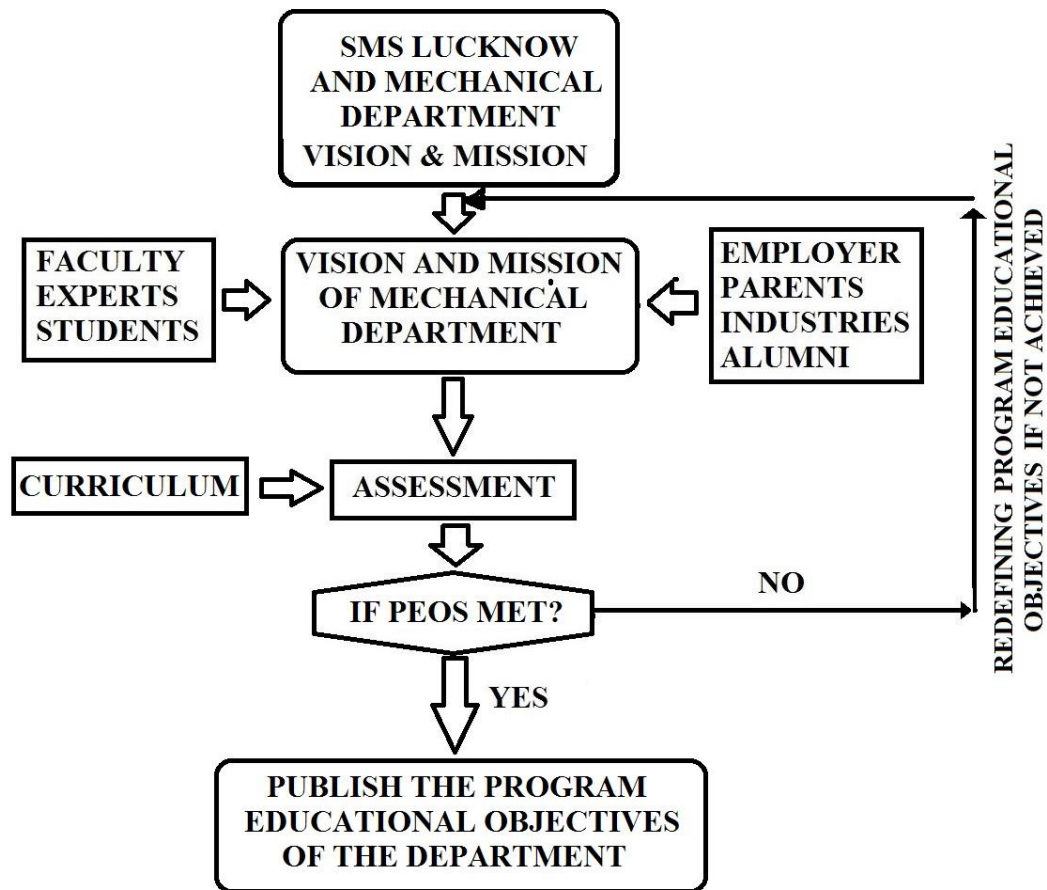 SMS LUCKNOW
AND MECHANICAL
DEPARTMENT
VISION & MISSION
FACULTY
EXPERTS
STUDENTS
VISION AND MISSION
OF MECHANICAL
DEPARTMENT
EMPLOYER
PARENTS
INDUSTRIES
ALUMNI
REDEFINING PROGRAM EDUCATIONAL
OBJECTIVES IF NOT ACHIEVED
CURRICULUM
ASSESSMENT
IF PEOS MET?
NO
YES
PUBLISH THE PROGRAM
EDUCATIONAL OBJECTIVES
OF THE DEPARTMENT